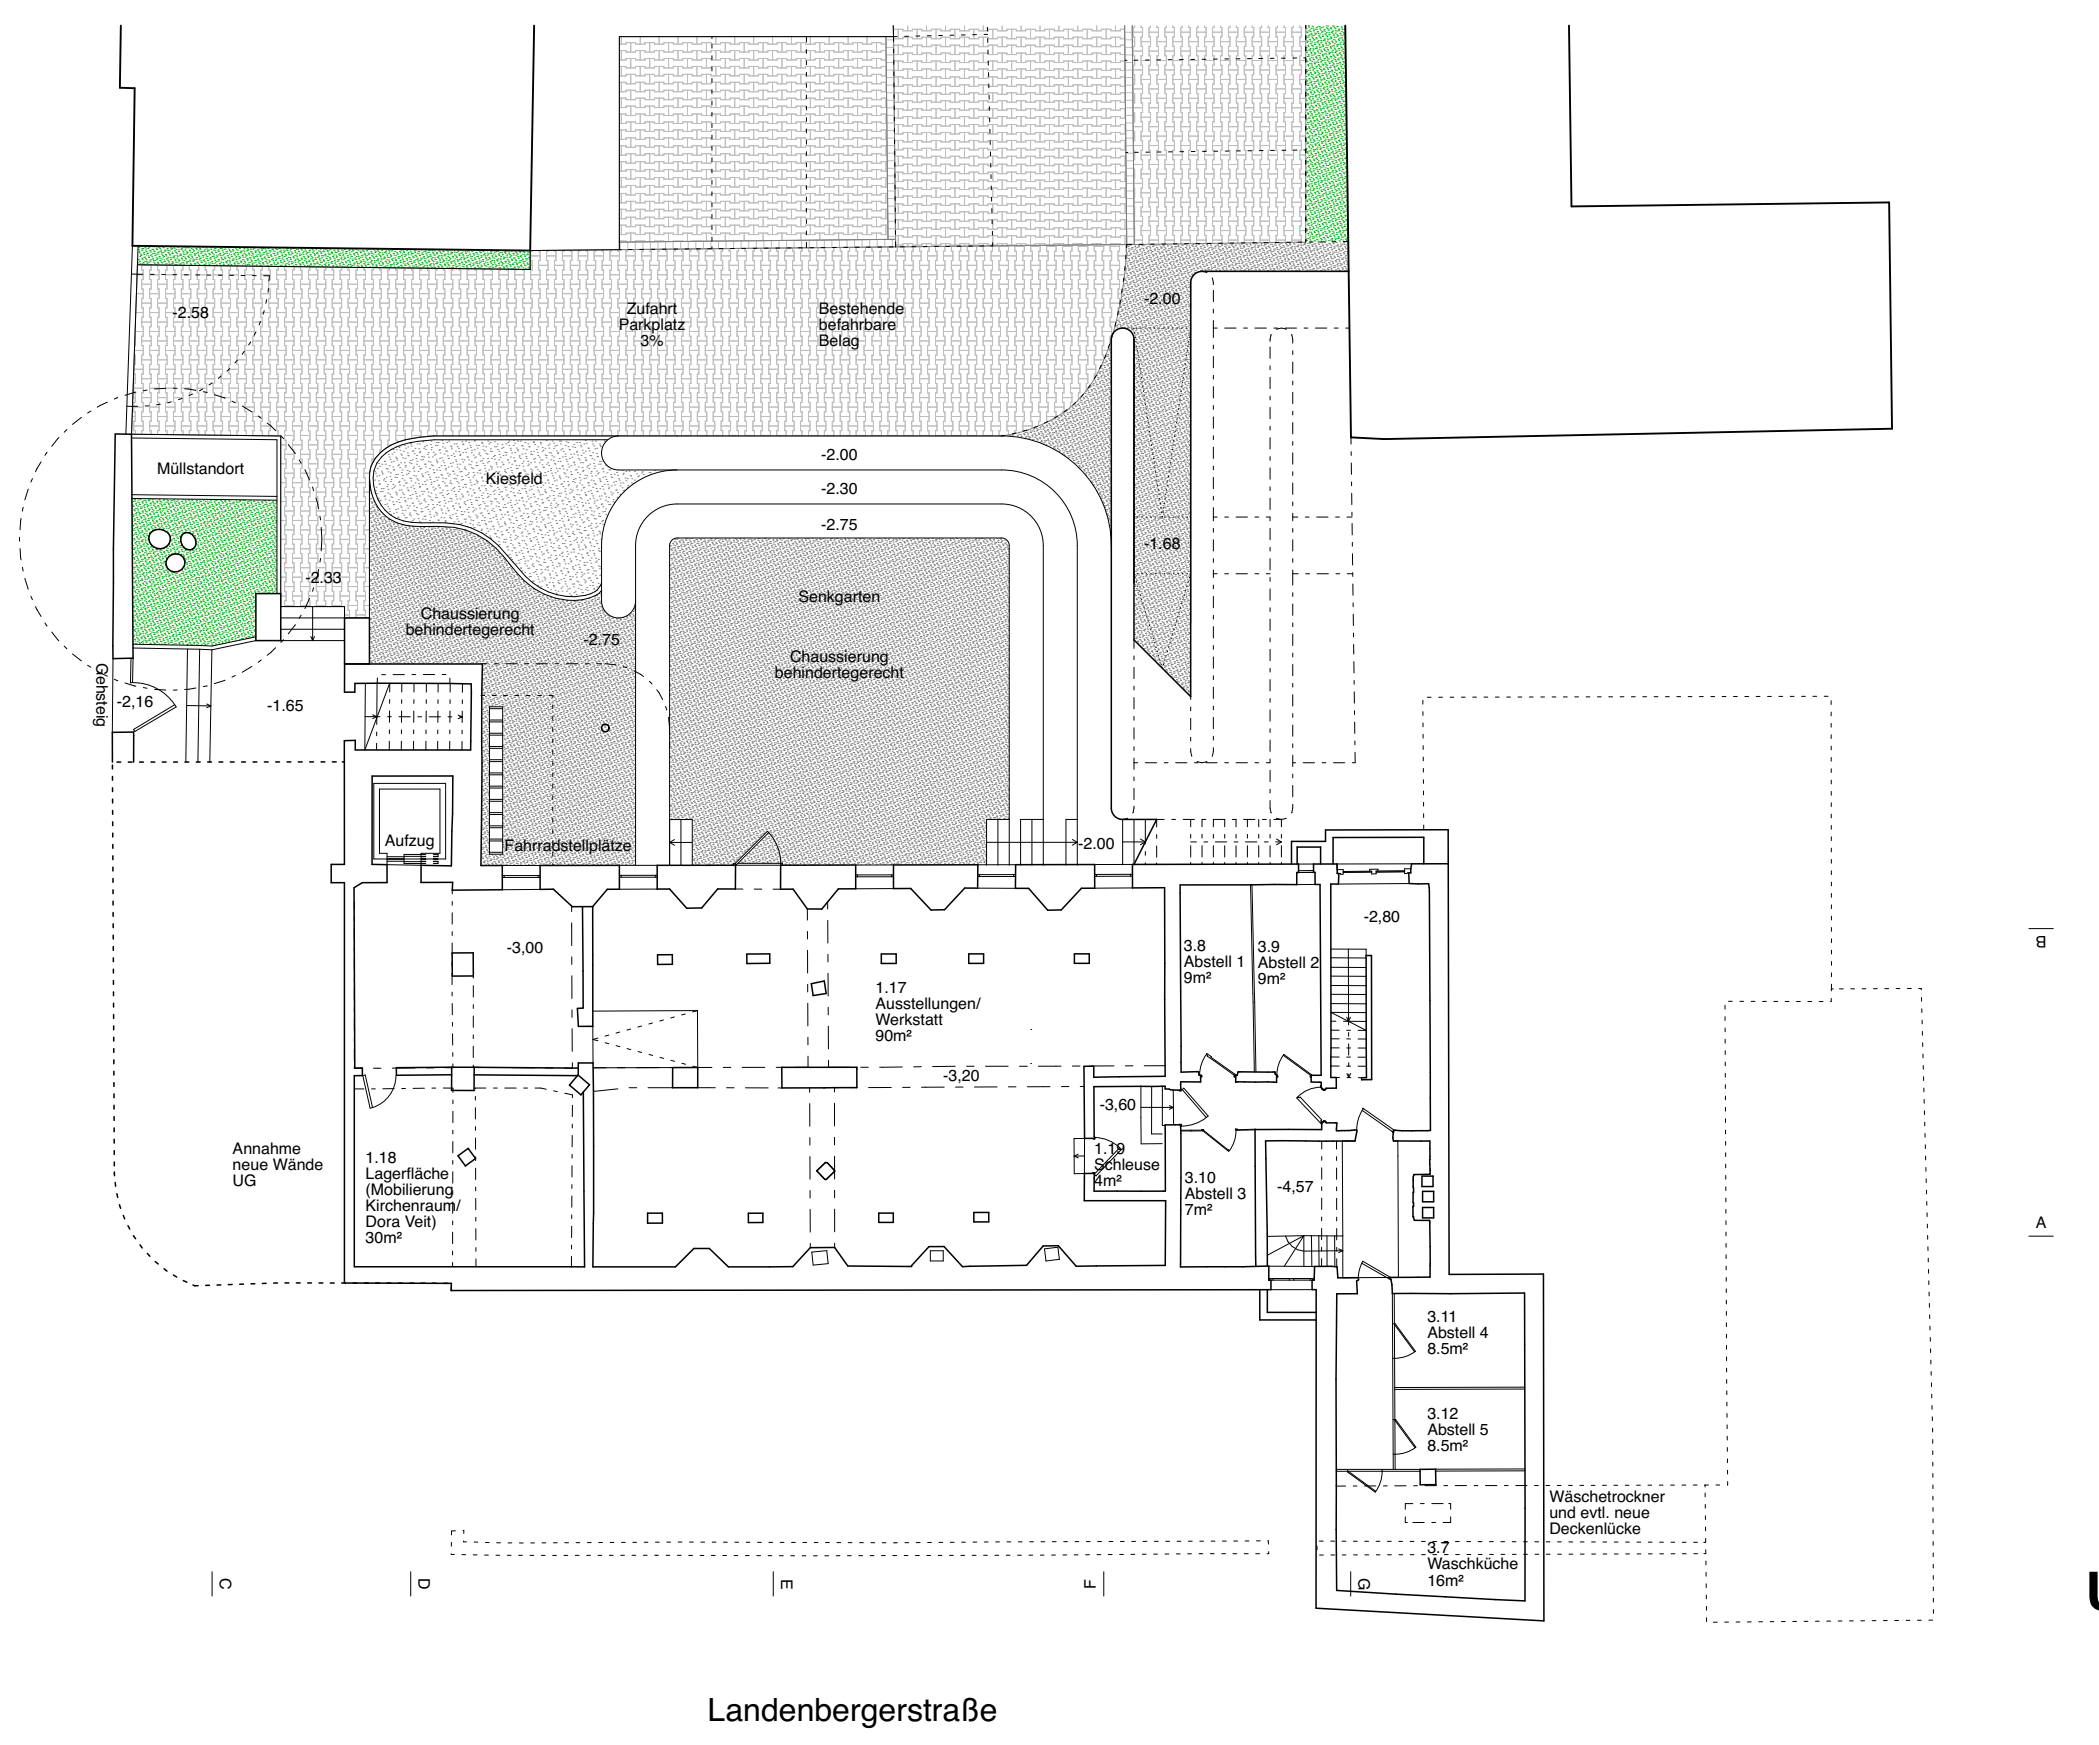 -2.58
Zufahrt
Parkplatz
3%
Bestehende
befahrbare
Belag
-2.00
Müllstandort
Kiesfeld
-2.00
-2.30
-2.75
-1.68
-2.33
Chaussierung
behindertegerecht
-2.75
Senkgarten
Chaussierung
behindertegerecht
Gehsteig
-2,16
-1.65
Aufzug
Fahrradstellplätze
-2.00
-3,00
-2,80
B
3.8
Abstell 1
9m²
3.9
Abstell 2
9m²
1.17
Ausstellungen/
Werkstatt
90m²
-3,20
-3,60
1.19
Schleuse
4m²
Annahme
neue Wände
UG
1.18
Lagerfläche
(Mobilierung
Kirchenraum/
Dora Veit)
30m²
3.10
Abstell 3
7m²
-4,57
A
3.11
Abstell 4
8.5m²
3.12
Abstell 5
8.5m²
Wäschetrockner
und evtl. neue
Deckenlücke
3.7
Waschküche
16m²
C
D
E
F
G
Landenbergerstraße